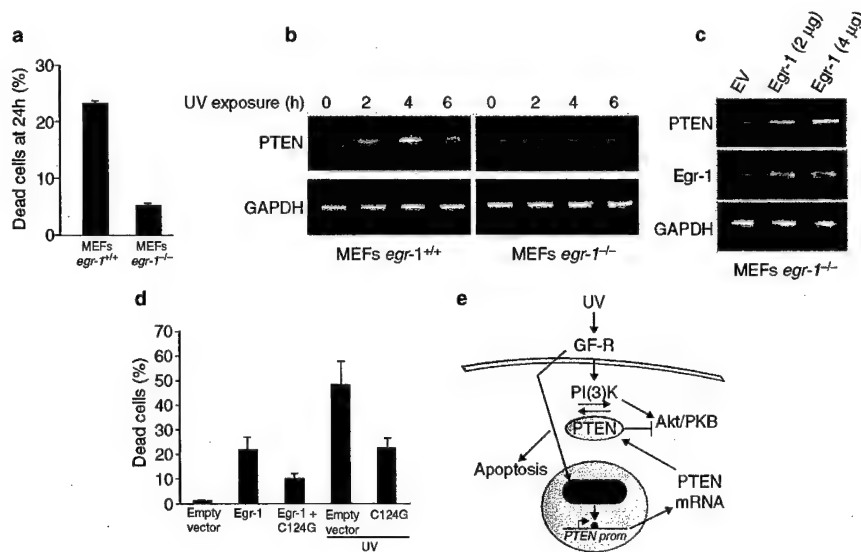 a
30
20
10
0
Dead cells at 24h (%)
MEFs egr-1+/+
MEFs egr-1–/–
b
UV exposure (h) 0 2 4 6 0 2 4 6
PTEN
GAPDH
MEFs egr-1+/+ MEFs egr-1–/–
c
EV Egr-1 (2 µg) Egr-1 (4 µg)
PTEN
Egr-1
GAPDH
MEFs egr-1–/–
d
70
60
50
40
30
20
10
0
Dead cells (%)
Empty vector
Egr-1
Egr-1 + C124G
Empty vector
C124G
UV
e
UV
GF-R
PI(3)K
Akt/PKB
PTEN
Apoptosis
PTEN mRNA
PTEN prom